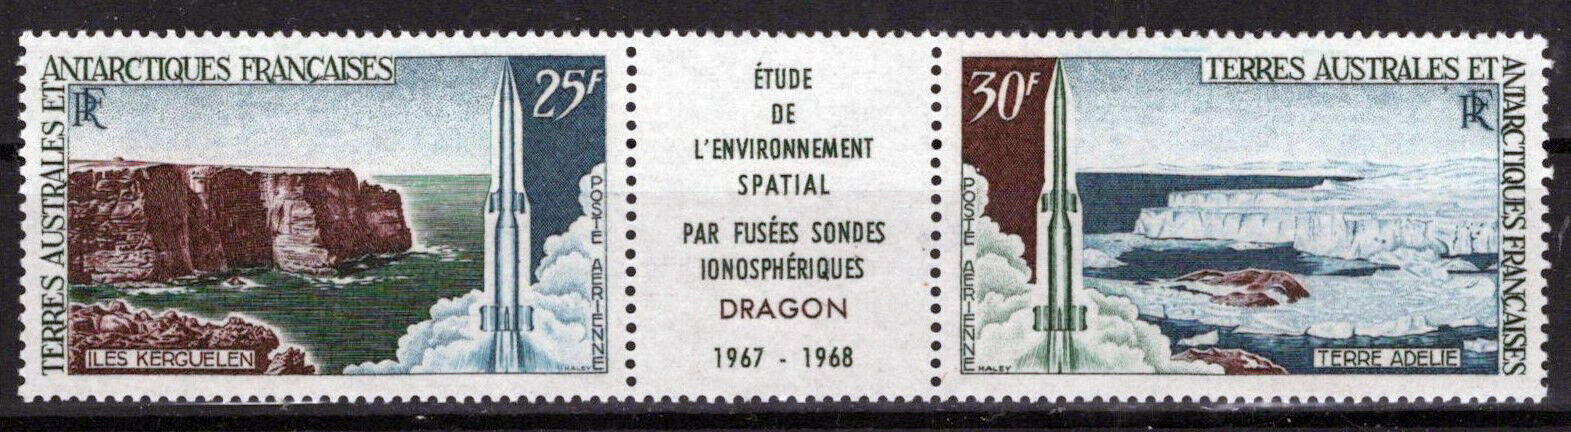 TERRES AUSTRALES ET
ANTARCTIQUES FRANÇAISES
RF
25F
POSTE AERIENNE
ILES KERGUELEN
HALEY
ÉTUDE
DE
L'ENVIRONNEMENT
SPATIAL
PAR FUSÉES SONDES
IONOSPHÉRIQUES
DRAGON
1967 - 1968
30F
TERRES AUSTRALES ET
ANTARCTIQUES FRANÇAISES
RF
POSTE AERIENNE
HALEY
TERRE ADELIE